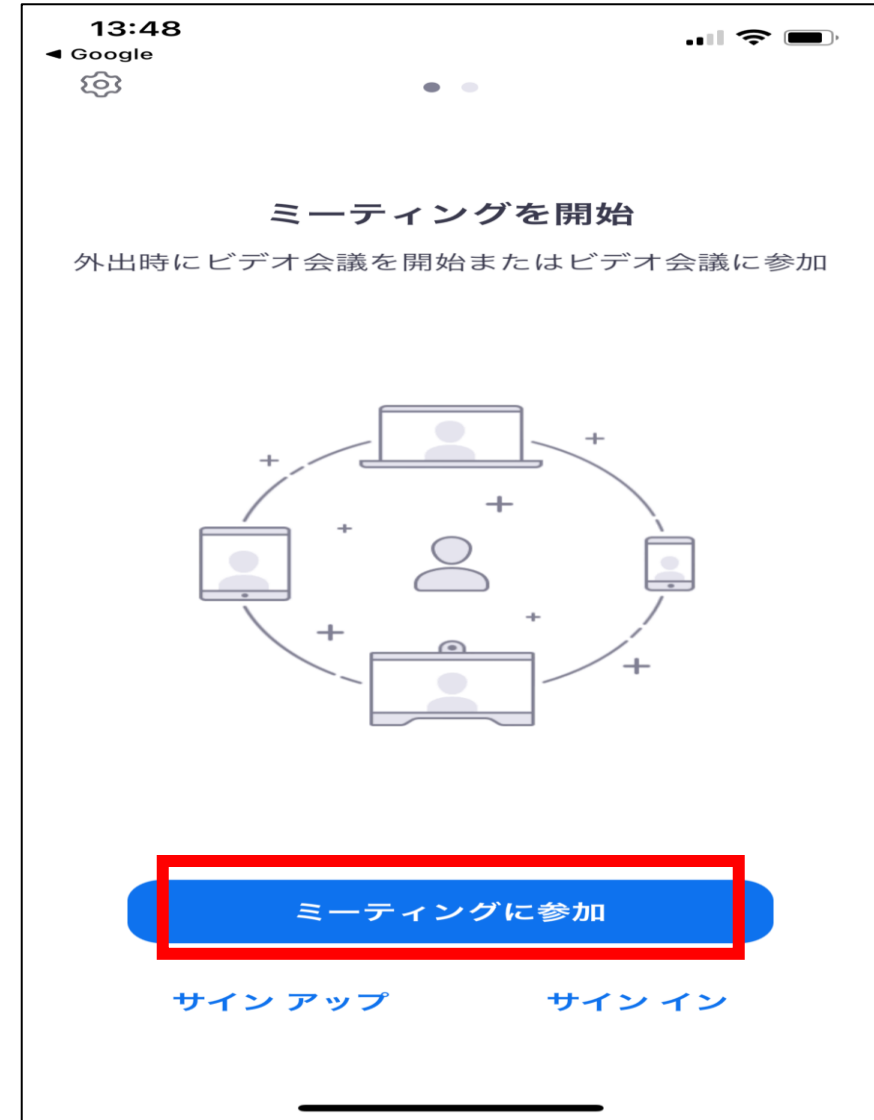 13:48
◀ Google
ミーティングを開始
外出時にビデオ会議を開始またはビデオ会議に参加
ミーティングに参加
サイン アップ
サイン イン